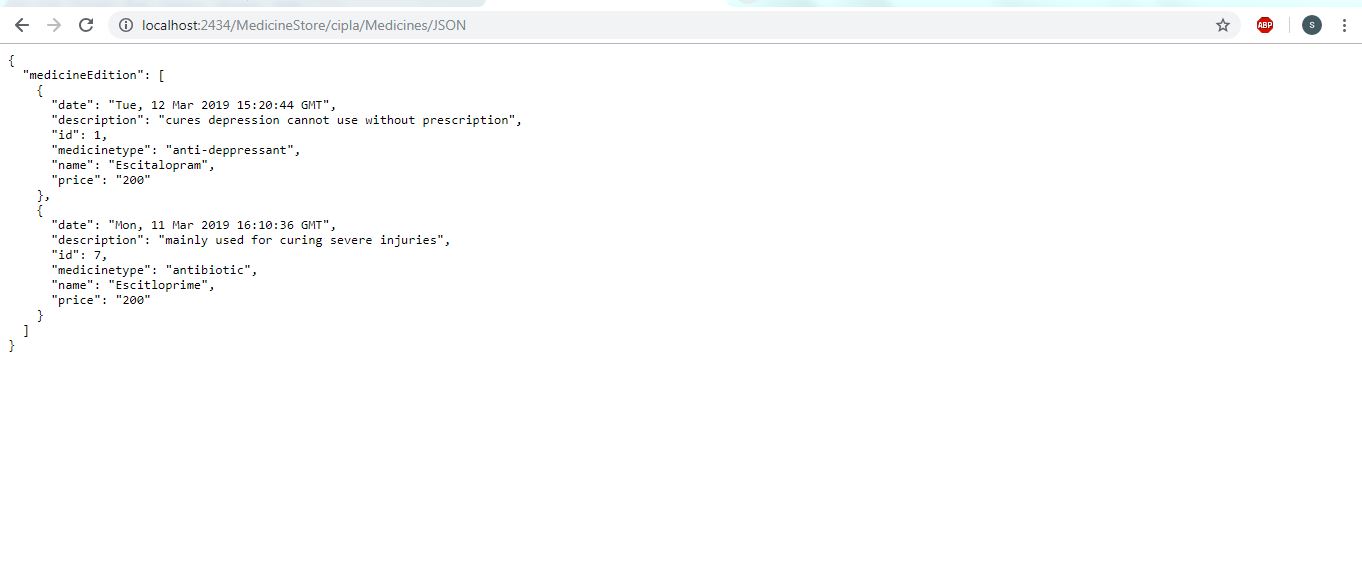 localhost:2434/MedicineStore/cipla/Medicines/JSON
ABP
S
{
  "medicineEdition": [
    {
      "date": "Tue, 12 Mar 2019 15:20:44 GMT",
      "description": "cures depression cannot use without prescription",
      "id": 1,
      "medicinetype": "anti-deppressant",
      "name": "Escitalopram",
      "price": "200"
    },
    {
      "date": "Mon, 11 Mar 2019 16:10:36 GMT",
      "description": "mainly used for curing severe injuries",
      "id": 7,
      "medicinetype": "antibiotic",
      "name": "Escitloprime",
      "price": "200"
    }
  ]
}